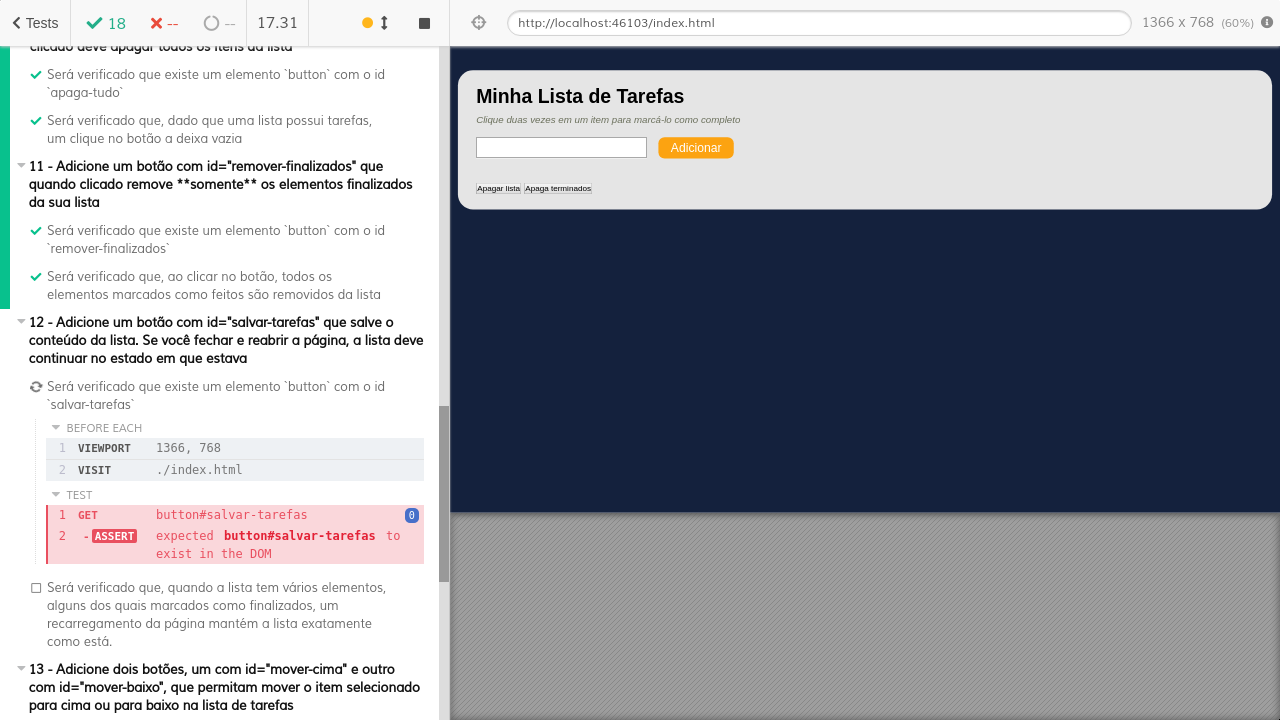 Tests
18
--
--
17.31
http://localhost:46103/index.html
1366 x 768 (60%)
clicado deve apagar todos os itens da lista
Será verificado que existe um elemento `button` com o id
`apaga-tudo`
Será verificado que, dado que uma lista possui tarefas,
um clique no botão a deixa vazia
11 - Adicione um botão com id="remover-finalizados" que
quando clicado remove **somente** os elementos finalizados
da sua lista
Será verificado que existe um elemento `button` com o id
`remover-finalizados`
Será verificado que, ao clicar no botão, todos os
elementos marcados como feitos são removidos da lista
12 - Adicione um botão com id="salvar-tarefas" que salve o
conteúdo da lista. Se você fechar e reabrir a página, a lista deve
continuar no estado em que estava
Será verificado que existe um elemento `button` com o id
`salvar-tarefas`
BEFORE EACH
1 VIEWPORT 1366, 768
2 VISIT ./index.html
TEST
1 GET button#salvar-tarefas 0
2 -ASSERT expected button#salvar-tarefas to
exist in the DOM
Será verificado que, quando a lista tem vários elementos,
alguns dos quais marcados como finalizados, um
recarregamento da página mantém a lista exatamente
como está.
13 - Adicione dois botões, um com id="mover-cima" e outro
com id="mover-baixo", que permitam mover o item selecionado
para cima ou para baixo na lista de tarefas
Minha Lista de Tarefas
Clique duas vezes em um item para marcá-lo como completo
Adicionar
Apagar lista Apaga terminados